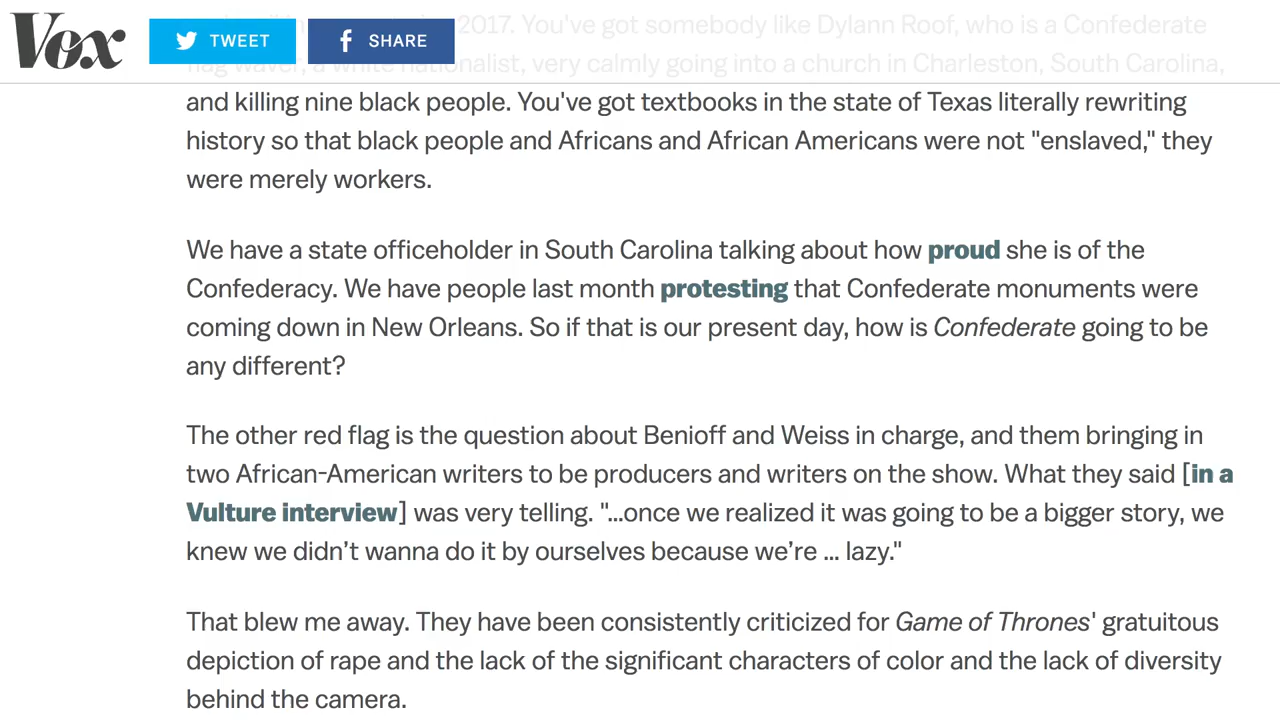 Vox
TWEET
SHARE
2017. You've got somebody like Dylann Roof, who is a Confederate
flag waver, a white nationalist, very calmly going into a church in Charleston, South Carolina,
and killing nine black people. You've got textbooks in the state of Texas literally rewriting
history so that black people and Africans and African Americans were not "enslaved," they
were merely workers.
We have a state officeholder in South Carolina talking about how proud she is of the
Confederacy. We have people last month protesting that Confederate monuments were
coming down in New Orleans. So if that is our present day, how is Confederate going to be
any different?
The other red flag is the question about Benioff and Weiss in charge, and them bringing in
two African-American writers to be producers and writers on the show. What they said [in a
Vulture interview] was very telling. "...once we realized it was going to be a bigger story, we
knew we didn’t wanna do it by ourselves because we’re ... lazy."
That blew me away. They have been consistently criticized for Game of Thrones' gratuitous
depiction of rape and the lack of the significant characters of color and the lack of diversity
behind the camera.